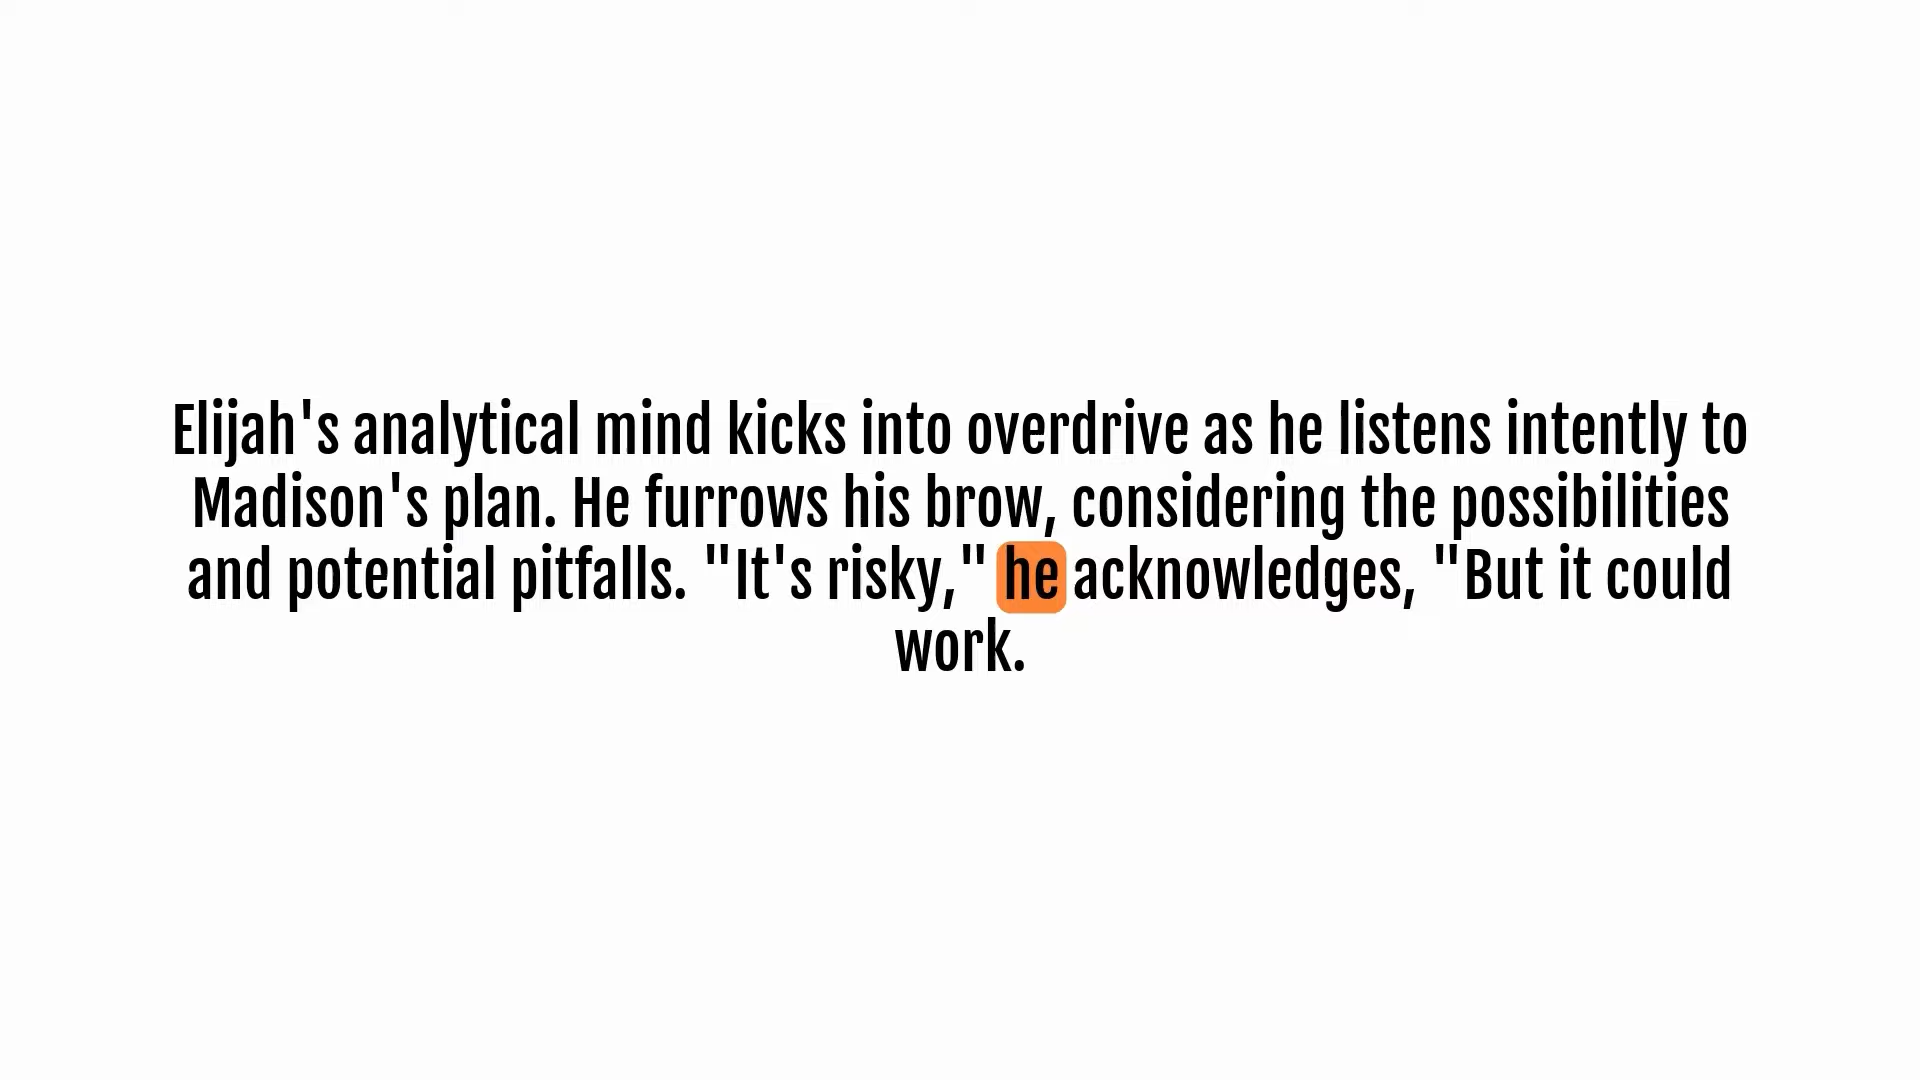 Elijah's analytical mind kicks into overdrive as he listens intently to
Madison's plan. He furrows his brow, considering the possibilities
and potential pitfalls. "It's risky," he acknowledges, "But it could
work.